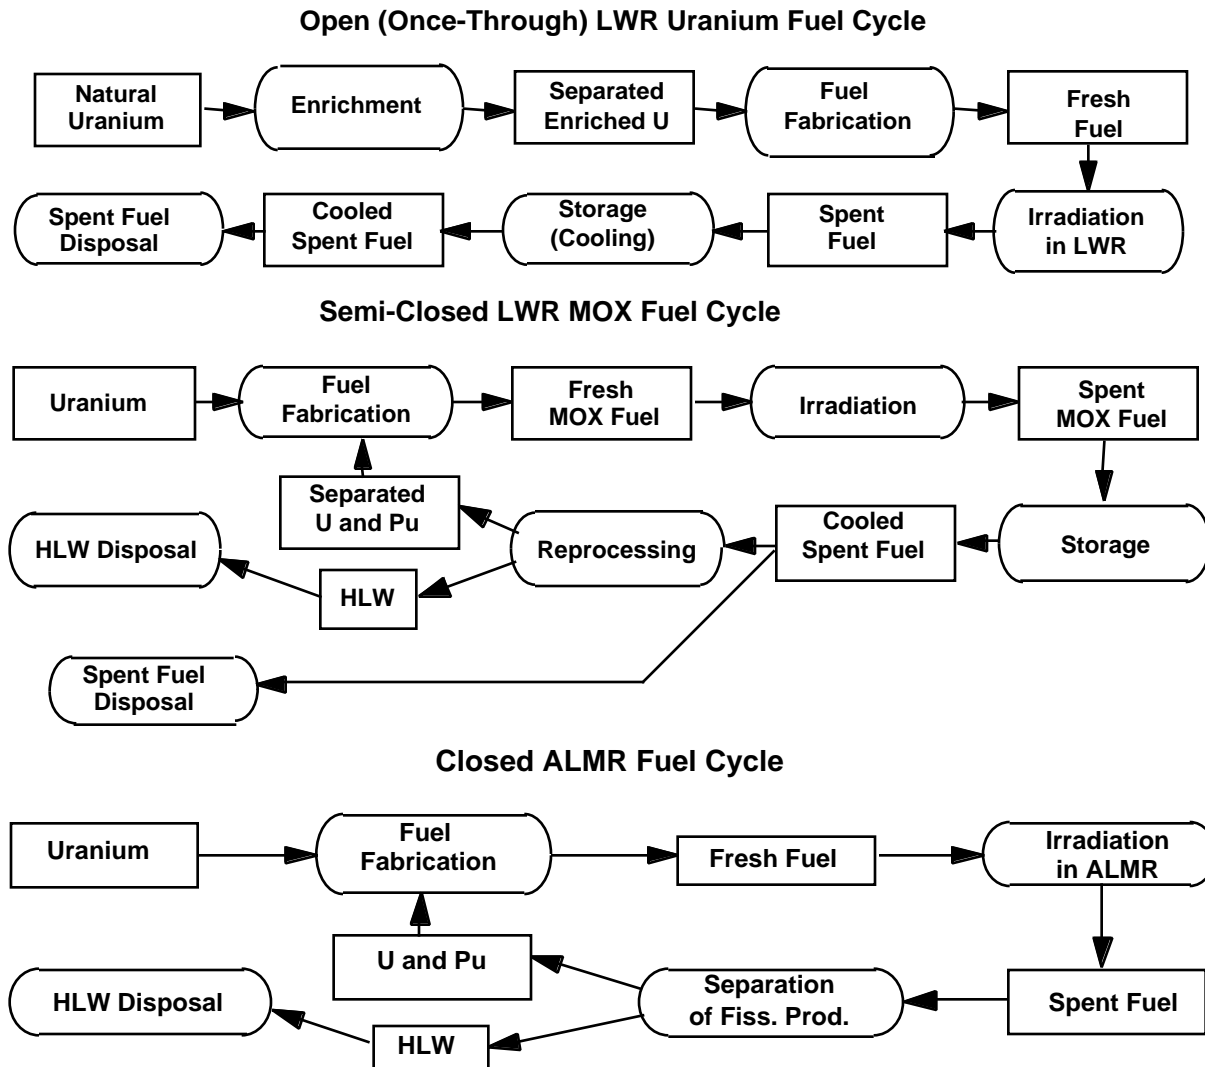 Open (Once-Through) LWR Uranium Fuel Cycle
Natural
Uranium
Enrichment
Separated
Enriched U
Fuel
Fabrication
Fresh
Fuel
Spent Fuel
Disposal
Cooled
Spent Fuel
Storage
(Cooling)
Spent
Fuel
Irradiation
in LWR
Semi-Closed LWR MOX Fuel Cycle
Uranium
Fuel
Fabrication
Fresh
MOX Fuel
Irradiation
Spent
MOX Fuel
Separated
U and Pu
HLW Disposal
Reprocessing
Cooled
Spent Fuel
Storage
HLW
Spent Fuel
Disposal
Closed ALMR Fuel Cycle
Uranium
Fuel
Fabrication
Fresh Fuel
Irradiation
in ALMR
U and Pu
HLW Disposal
Separation
of Fiss. Prod.
Spent Fuel
HLW